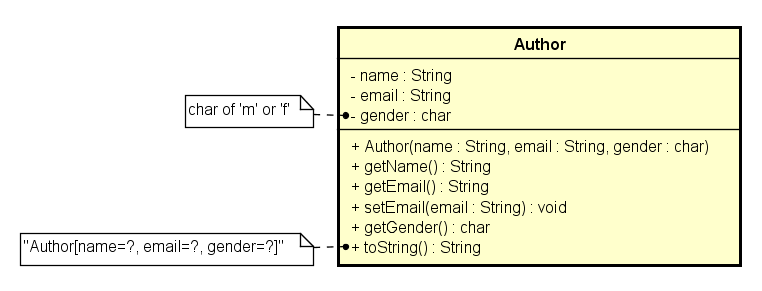 Author
- name : String
- email : String
- gender : char
char of 'm' or 'f'
+ Author(name : String, email : String, gender : char)
+ getName() : String
+ getEmail() : String
+ setEmail(email : String) : void
+ getGender() : char
+ toString() : String
"Author[name=?, email=?, gender=?]"